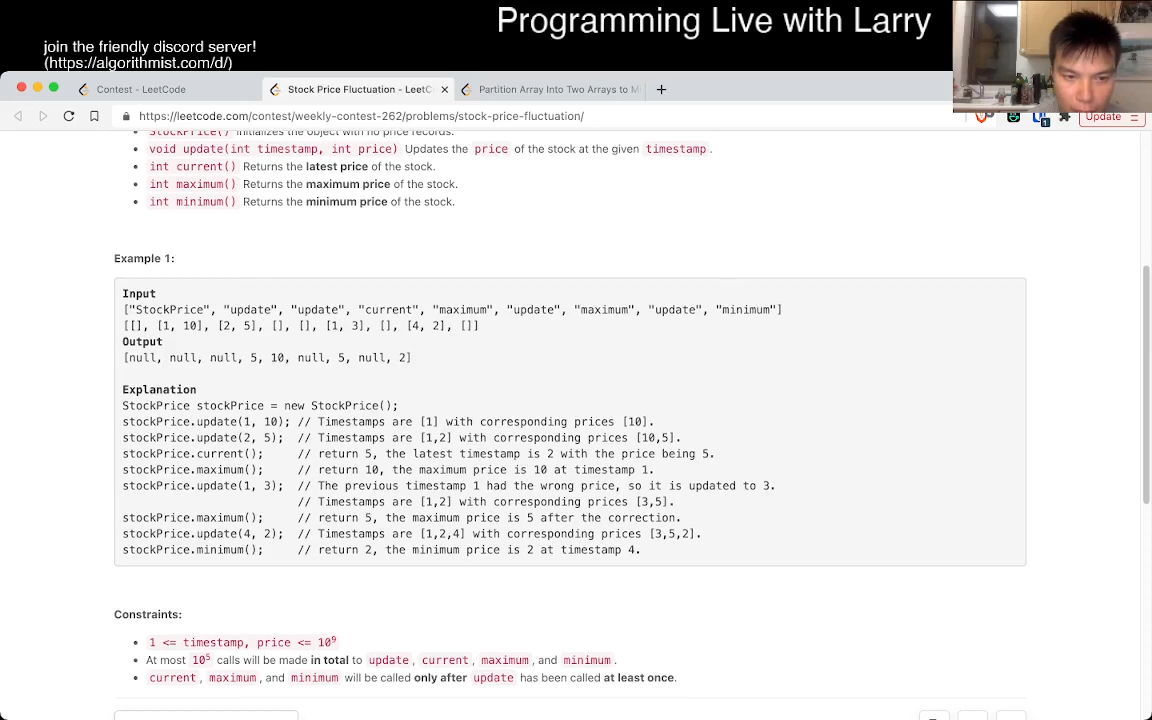 Programming Live with Larry
join the friendly discord server!
(https://algorithmist.com/d/)
Contest - LeetCode
Stock Price Fluctuation - LeetC
Partition Array Into Two Arrays to M
https://leetcode.com/contest/weekly-contest-262/problems/stock-price-fluctuation/
Update
StockPrice() Initializes the object with no price records.
void update(int timestamp, int price) Updates the price of the stock at the given timestamp.
int current() Returns the latest price of the stock.
int maximum() Returns the maximum price of the stock.
int minimum() Returns the minimum price of the stock.
Example 1:
Input
["StockPrice", "update", "update", "current", "maximum", "update", "maximum", "update", "minimum"]
[[], [1, 10], [2, 5], [], [], [1, 3], [], [4, 2], []]
Output
[null, null, null, 5, 10, null, 5, null, 2]
Explanation
StockPrice stockPrice = new StockPrice();
stockPrice.update(1, 10); // Timestamps are [1] with corresponding prices [10].
stockPrice.update(2, 5);  // Timestamps are [1,2] with corresponding prices [10,5].
stockPrice.current();     // return 5, the latest timestamp is 2 with the price being 5.
stockPrice.maximum();     // return 10, the maximum price is 10 at timestamp 1.
stockPrice.update(1, 3);  // The previous timestamp 1 had the wrong price, so it is updated to 3.
// Timestamps are [1,2] with corresponding prices [3,5].
stockPrice.maximum();     // return 5, the maximum price is 5 after the correction.
stockPrice.update(4, 2);  // Timestamps are [1,2,4] with corresponding prices [3,5,2].
stockPrice.minimum();     // return 2, the minimum price is 2 at timestamp 4.
Constraints:
1 <= timestamp, price <= 10⁹
At most 10⁵ calls will be made in total to update, current, maximum, and minimum.
current, maximum, and minimum will be called only after update has been called at least once.